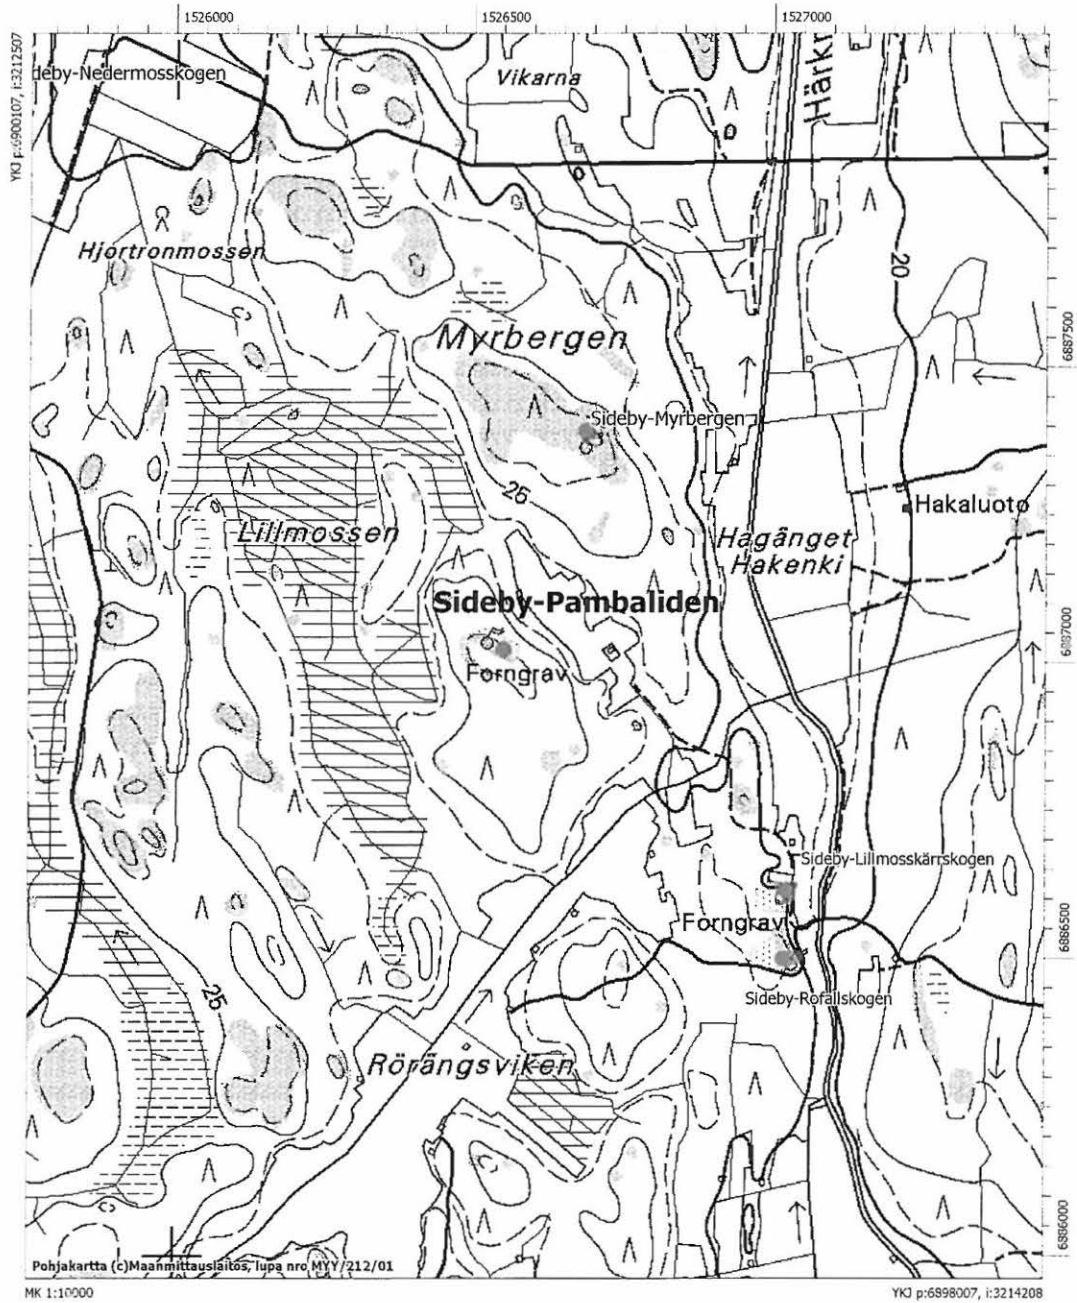 1526000
1526500
1527000
YKJ p:6900107, i:3212507
deby-Nedermosskogen
Vikarna
Härkr
Hjortronmossen
20
6887500
Myrbergen
Sideby-Myrbergen
25
Hakaluoto
Lillmossen
Hagänget
Hakenki
Sideby-Pambaliden
6887000
Forngrav
Sideby-Lillmosskärrskogen
Forngrav
6886500
25
Sideby-Rofallskogen
Rörängsviken
6886000
Pohjakartta (c)Maanmittauslaitos, lupa nro MYY/212/01
MK 1:10000
YKJ p:6898007, i:3214208